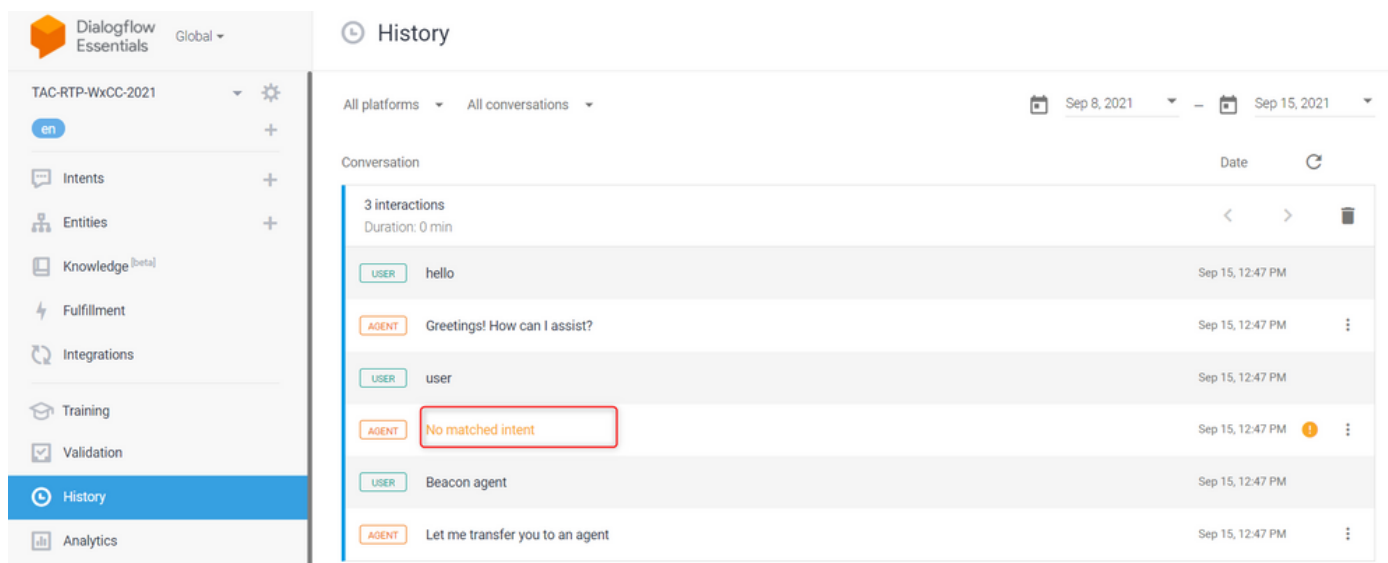 Dialogflow
Essentials
Global
History
TAC-RTP-WxCC-2021
en
All platforms
All conversations
Sep 8, 2021
–
Sep 15, 2021
Intents
Entities
Knowledge [beta]
Fulfillment
Integrations
Training
Validation
History
Analytics
Conversation
Date
3 interactions
Duration: 0 min
USER hello Sep 15, 12:47 PM
AGENT Greetings! How can I assist? Sep 15, 12:47 PM
USER user Sep 15, 12:47 PM
AGENT No matched intent Sep 15, 12:47 PM
USER Beacon agent Sep 15, 12:47 PM
AGENT Let me transfer you to an agent Sep 15, 12:47 PM